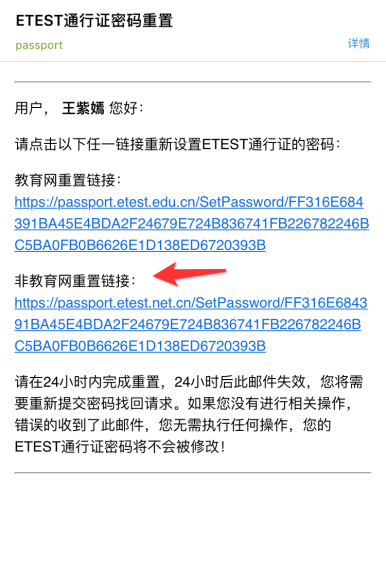 ETEST通行证密码重置
passport
详情
用户， 王紫嫣 您好：
请点击以下任一链接重新设置ETEST通行证的密码：
教育网重置链接：
https://passport.etest.edu.cn/SetPassword/FF316E684
391BA45E4BDA2F24679E724B836741FB226782246B
C5BA0FB0B6626E1D138ED6720393B
非教育网重置链接：
https://passport.etest.net.cn/SetPassword/FF316E6843
91BA45E4BDA2F24679E724B836741FB226782246B
C5BA0FB0B6626E1D138ED6720393B
请在24小时内完成重置，24小时后此邮件失效，您将需
要重新提交密码找回请求。如果您没有进行相关操作，
错误的收到了此邮件，您无需执行任何操作，您的
ETEST通行证密码将不会被修改！